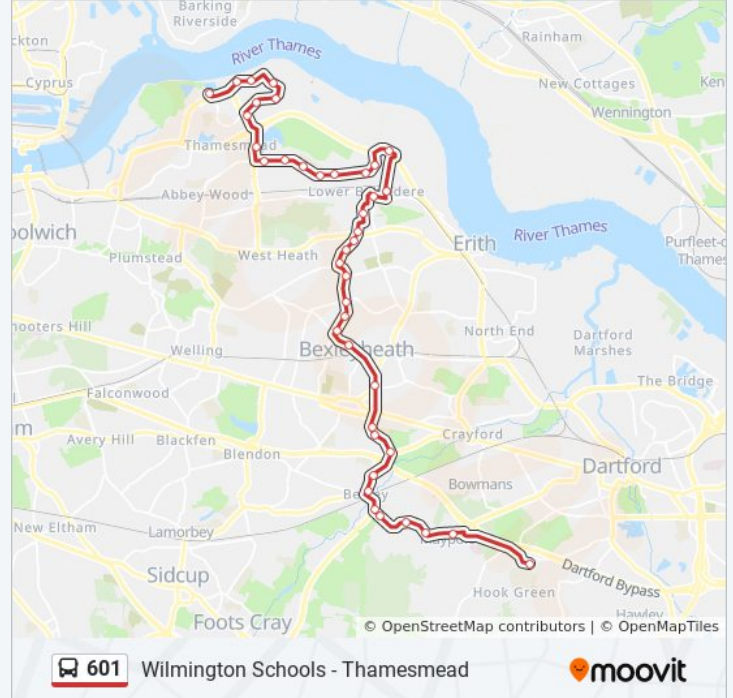 Barking
Riverside
ckton
Rainham
River Thames
Cyprus
New Cottages
Ken
Wennington
Thamesmead
Abbey-Wood
Lower Belvedere
oolwich
River Thames
Erith
Purfleet-o
Thames
Plumstead
West Heath
hooters Hill
North End
Dartford
Marshes
Welling
Bexleyheath
The Bridge
Falconwood
m
Avery Hill
Blackfen
Crayford
Blendon
Dartford
Bowmans
Bexley
New Eltham
Lamorbey
Maypol
Sidcup
Dartford Bypass
Hook Green
Foots Cray
Hawley
© OpenStreetMap contributors | © OpenMapTiles
601 Wilmington Schools - Thamesmead
moovit